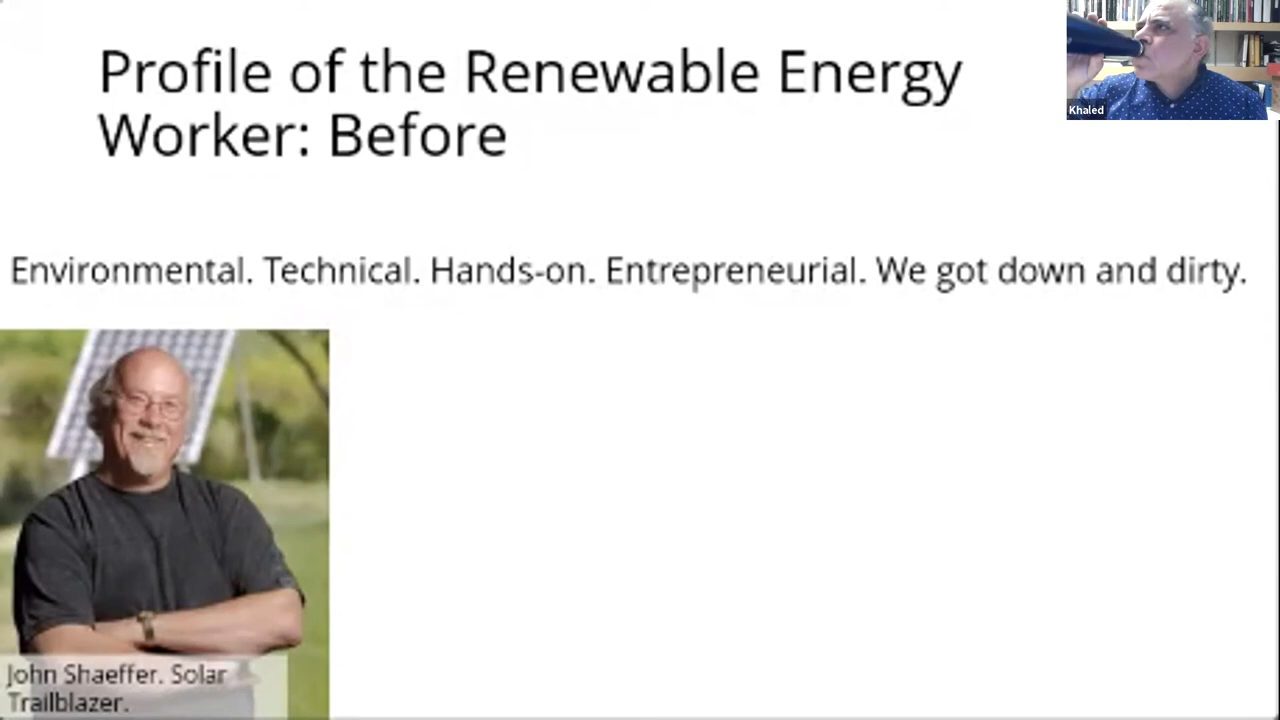 Profile of the Renewable Energy
Worker: Before
Khaled
Environmental. Technical. Hands-on. Entrepreneurial. We got down and dirty.
John Shaeffer. Solar
Trailblazer.